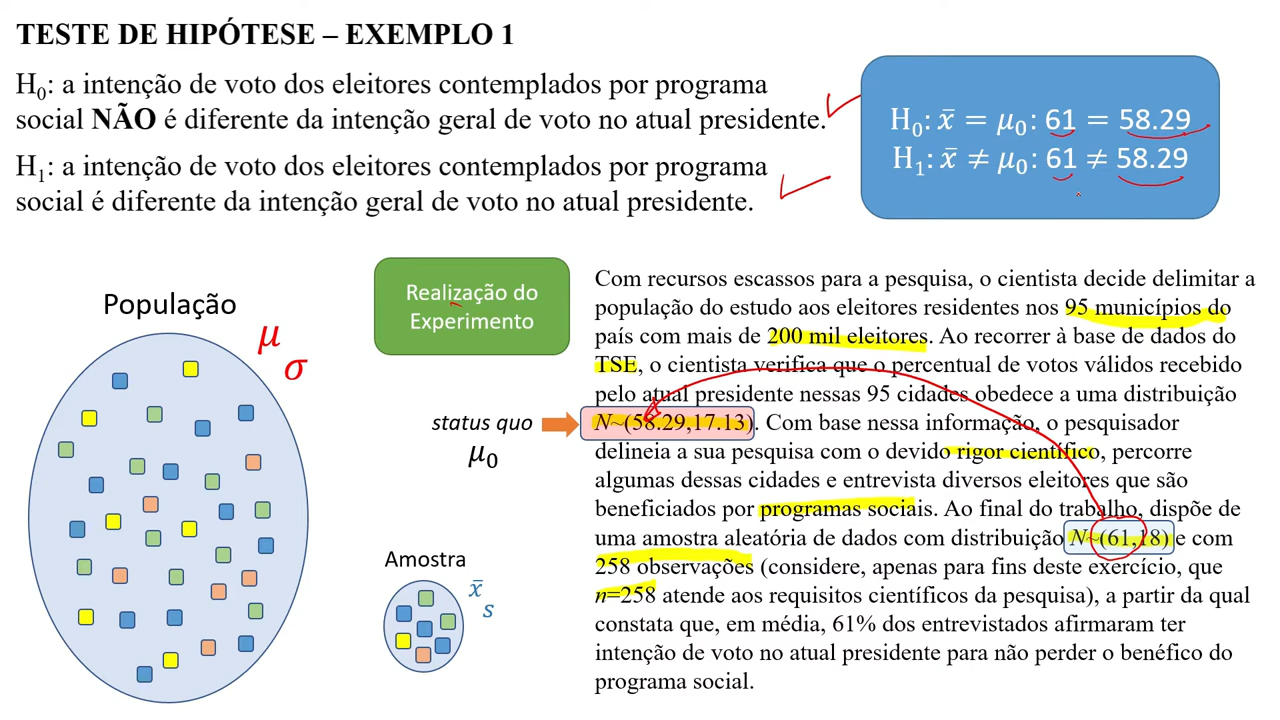 TESTE DE HIPÓTESE – EXEMPLO 1
H₀: a intenção de voto dos eleitores contemplados por programa
social NÃO é diferente da intenção geral de voto no atual presidente.
H₁: a intenção de voto dos eleitores contemplados por programa
social é diferente da intenção geral de voto no atual presidente.
H₀: x̄ = μ₀: 61 = 58.29
H₁: x̄ ≠ μ₀: 61 ≠ 58.29
População
μ
σ
Realização do
Experimento
status quo
μ₀
Amostra
x̄
s
Com recursos escassos para a pesquisa, o cientista decide delimitar a
população do estudo aos eleitores residentes nos 95 municípios do
país com mais de 200 mil eleitores. Ao recorrer à base de dados do
TSE, o cientista verifica que o percentual de votos válidos recebido
pelo atual presidente nessas 95 cidades obedece a uma distribuição
N~(58.29,17.13). Com base nessa informação, o pesquisador
delineia a sua pesquisa com o devido rigor científico, percorre
algumas dessas cidades e entrevista diversos eleitores que são
beneficiados por programas sociais. Ao final do trabalho, dispõe de
uma amostra aleatória de dados com distribuição N~(61,18) e com
258 observações (considere, apenas para fins deste exercício, que
n=258 atende aos requisitos científicos da pesquisa), a partir da qual
constata que, em média, 61% dos entrevistados afirmaram ter
intenção de voto no atual presidente para não perder o benéfico do
programa social.